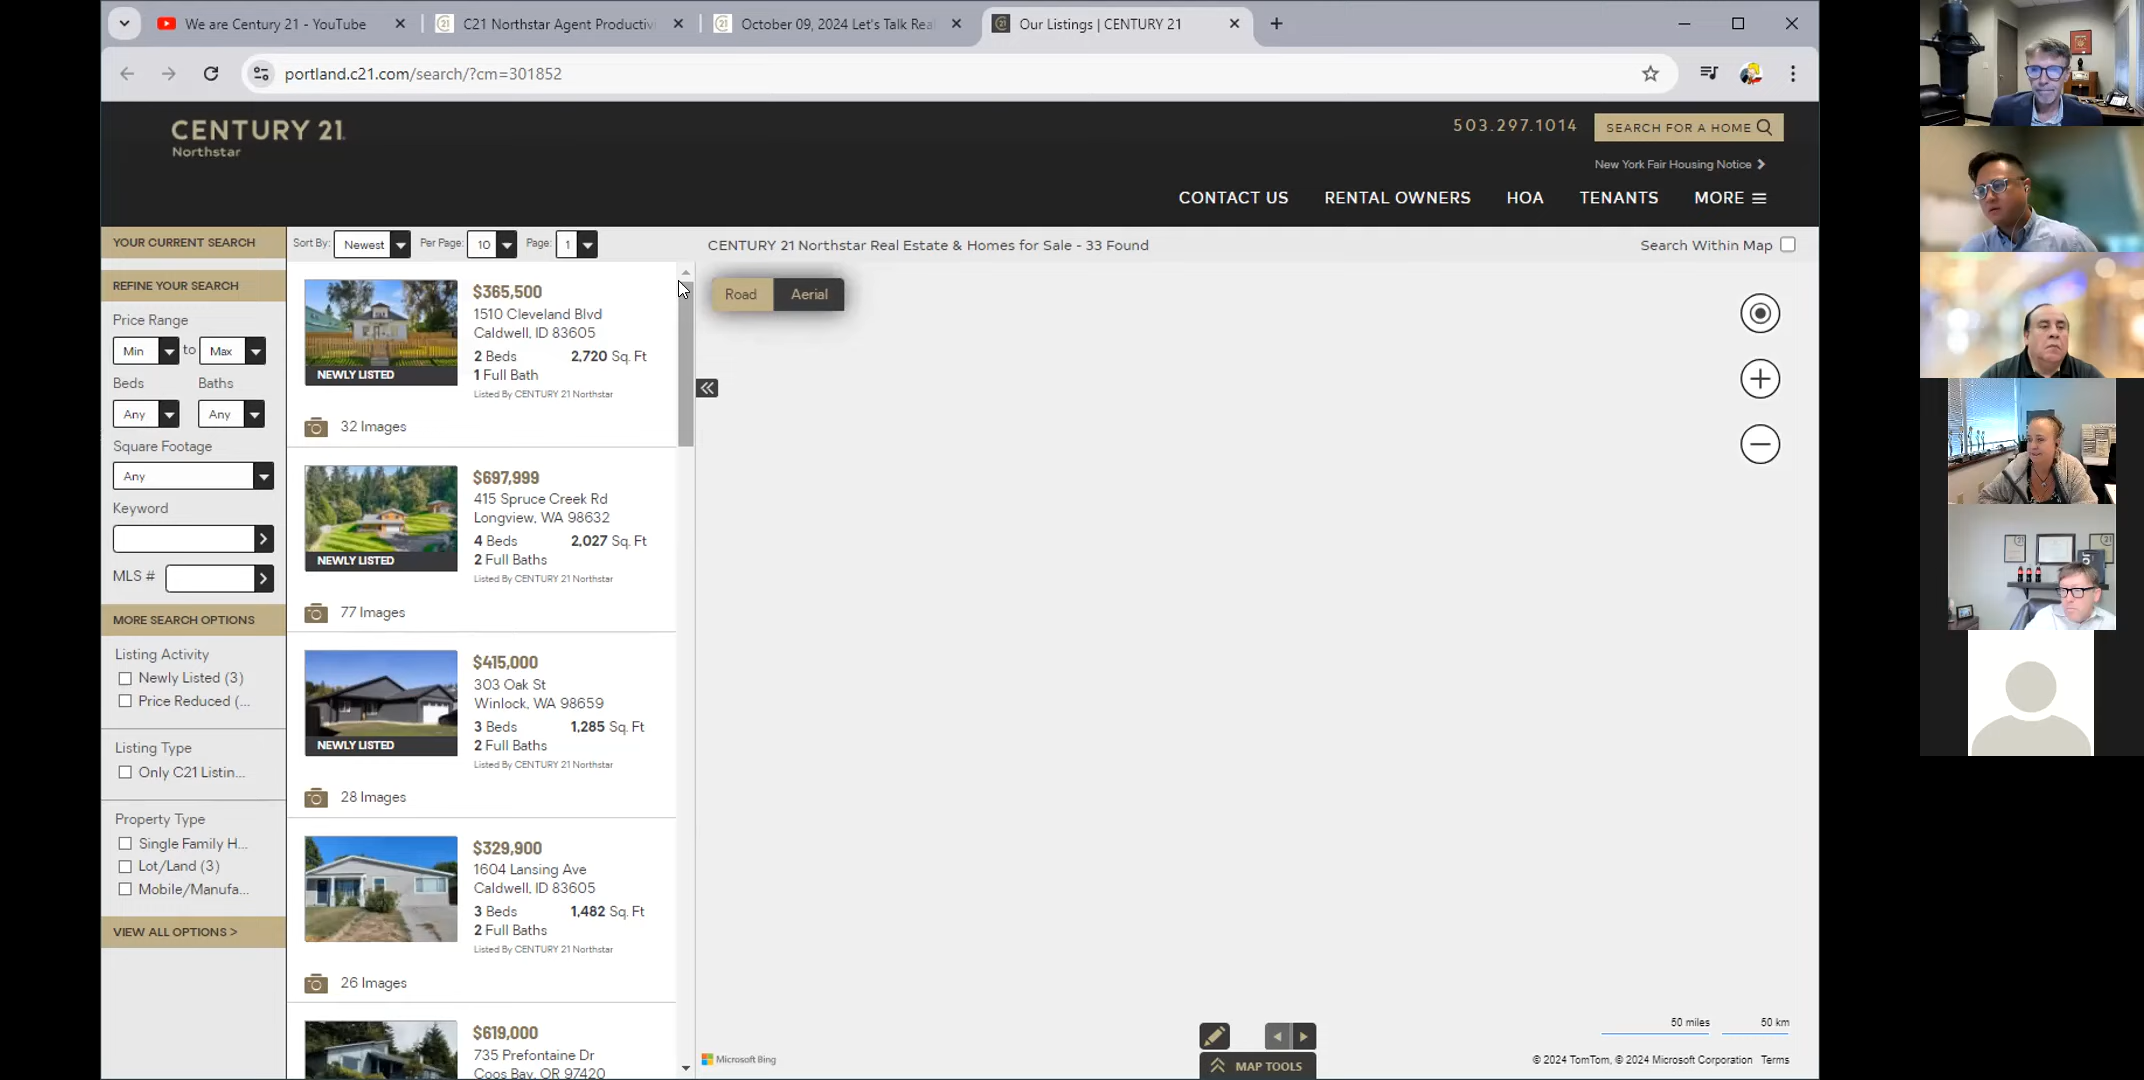 We are Century 21 - YouTube
C21 Northstar Agent Productivi
October 09, 2024 Let's Talk Rea
Our Listings | CENTURY 21
portland.c21.com/search/?cm=301852
CENTURY 21
Northstar
503.297.1014
SEARCH FOR A HOME
New York Fair Housing Notice
CONTACT US
RENTAL OWNERS
HOA
TENANTS
MORE
YOUR CURRENT SEARCH
REFINE YOUR SEARCH
Price Range
Min to Max
Beds Baths
Any Any
Square Footage
Any
Keyword
MLS #
MORE SEARCH OPTIONS
Listing Activity
Newly Listed (3)
Price Reduced (...
Listing Type
Only C21 Listin...
Property Type
Single Family H...
Lot/Land (3)
Mobile/Manufa...
VIEW ALL OPTIONS >
Sort By: Newest Per Page: 10 Page: 1
$365,500
1510 Cleveland Blvd
Caldwell, ID 83605
2 Beds 2,720 Sq. Ft
1 Full Bath
Listed By CENTURY 21 Northstar
NEWLY LISTED
32 Images
$697,999
415 Spruce Creek Rd
Longview, WA 98632
4 Beds 2,027 Sq. Ft
2 Full Baths
Listed By CENTURY 21 Northstar
NEWLY LISTED
77 Images
$415,000
303 Oak St
Winlock, WA 98659
3 Beds 1,285 Sq. Ft
2 Full Baths
Listed By CENTURY 21 Northstar
NEWLY LISTED
28 Images
$329,900
1604 Lansing Ave
Caldwell, ID 83605
3 Beds 1,482 Sq. Ft
2 Full Baths
Listed By CENTURY 21 Northstar
26 Images
$619,000
735 Prefontaine Dr
Coos Bay, OR 97420
CENTURY 21 Northstar Real Estate & Homes for Sale - 33 Found
Search Within Map
Road Aerial
50 miles 50 km
Microsoft Bing
MAP TOOLS
© 2024 TomTom, © 2024 Microsoft Corporation Terms